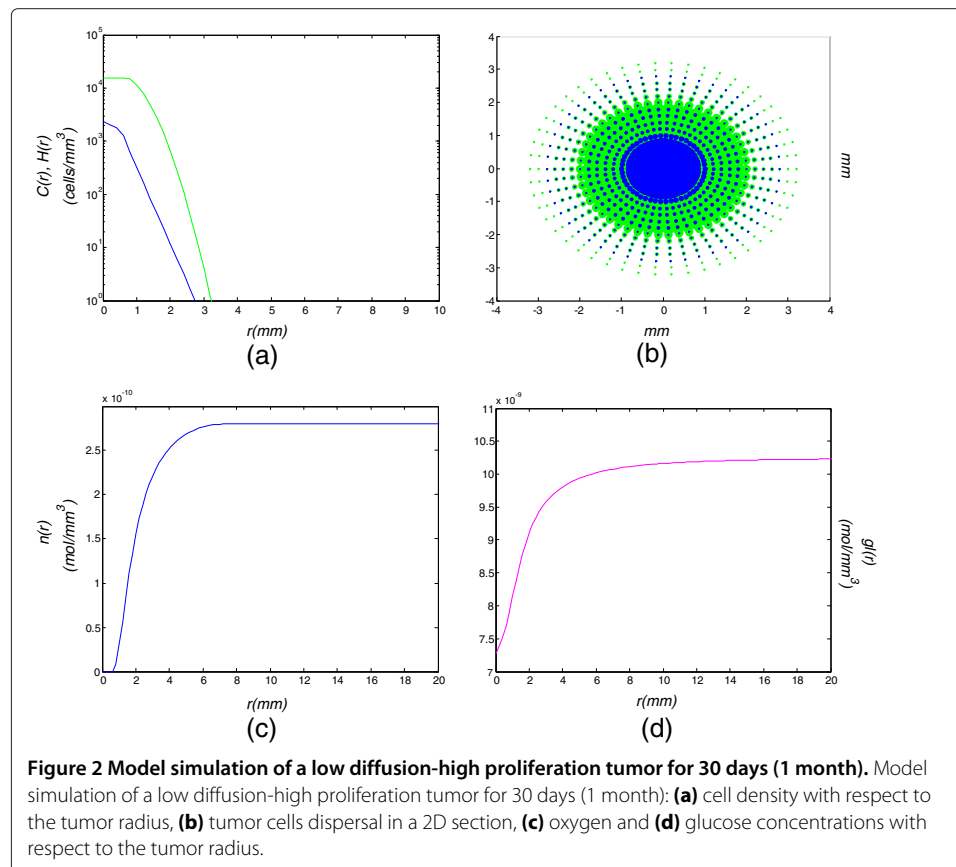 10^5
10^4
10^3
10^2
10^1
10^0
C(r), H(r)
(cells/mm^3)
0 1 2 3 4 5 6 7 8 9 10
r(mm)
(a)
4
3
2
1
0
-1
-2
-3
-4
mm
-4 -3 -2 -1 0 1 2 3 4
mm
(b)
x 10^-10
2.5
2
1.5
1
0.5
0
n(r)
(mol/mm^3)
0 2 4 6 8 10 12 14 16 18 20
r(mm)
(c)
x 10^-9
11
10.5
10
9.5
9
8.5
8
7.5
7
gl(r)
(mol/mm^3)
0 2 4 6 8 10 12 14 16 18 20
r(mm)
(d)
Figure 2 Model simulation of a low diffusion-high proliferation tumor for 30 days (1 month). Model
simulation of a low diffusion-high proliferation tumor for 30 days (1 month): (a) cell density with respect to
the tumor radius, (b) tumor cells dispersal in a 2D section, (c) oxygen and (d) glucose concentrations with
respect to the tumor radius.